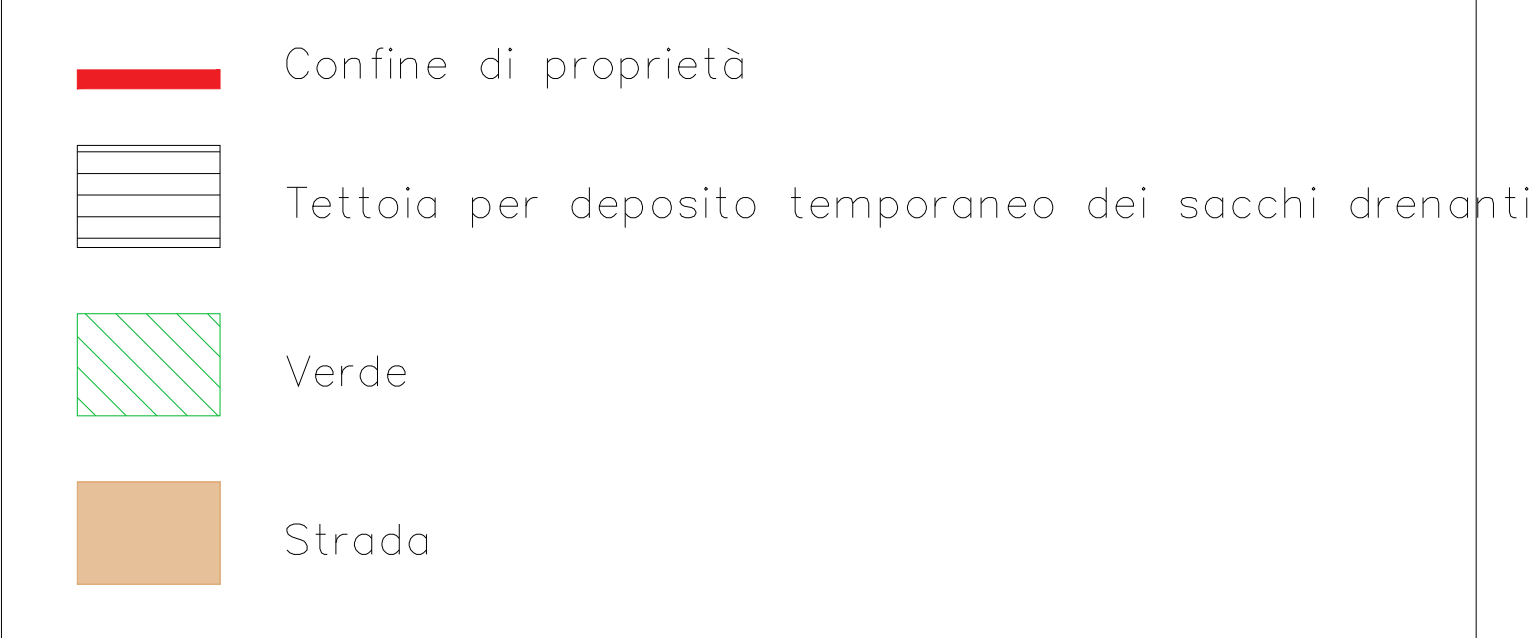 Confine di proprietà
Tettoia per deposito temporaneo dei sacchi drenanti
Verde
Strada